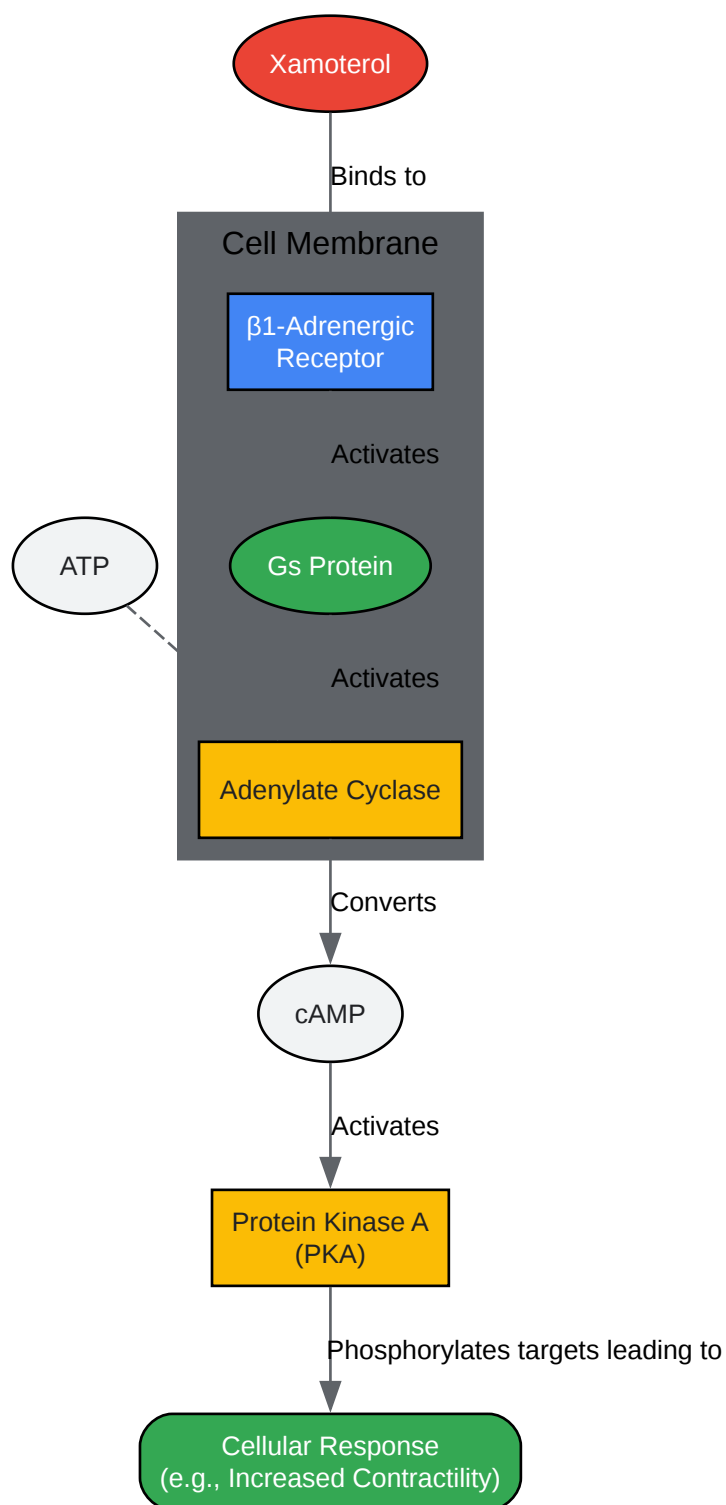 Xamoterol
Binds to
Cell Membrane
β1-Adrenergic
Receptor
Activates
ATP
Gs Protein
Activates
Adenylate Cyclase
Converts
cAMP
Activates
Protein Kinase A
(PKA)
Phosphorylates targets leading to
Cellular Response
(e.g., Increased Contractility)